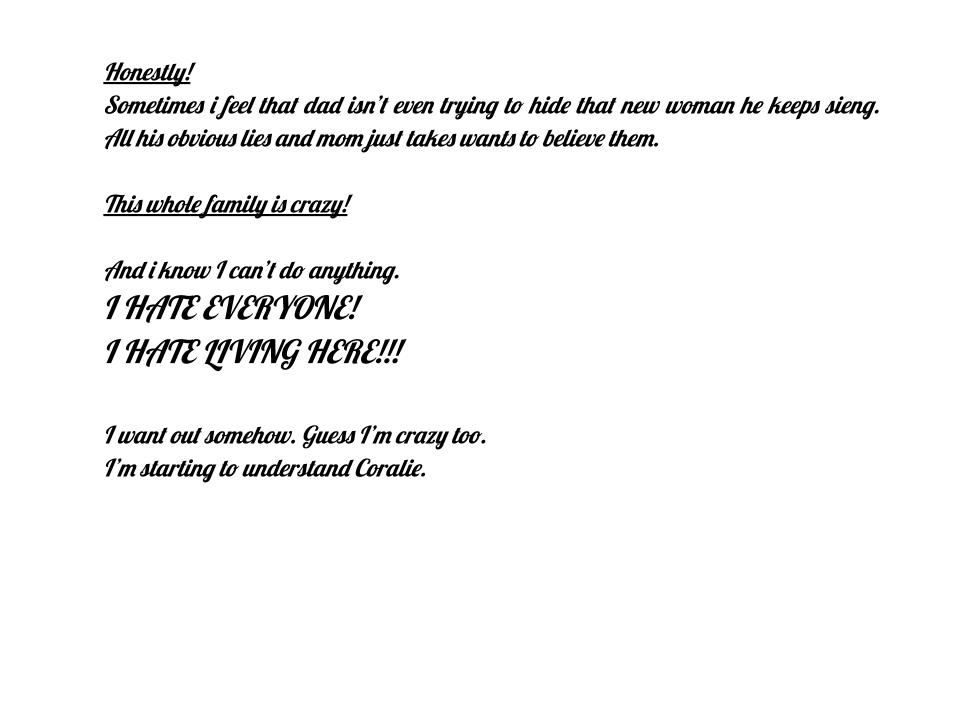 Honestly!
Sometimes i feel that dad isn't even trying to hide that new woman he keeps sieng.
All his obvious lies and mom just takes wants to believe them.
This whole family is crazy!
And i know I can't do anything.
I HATE EVERYONE!
I HATE LIVING HERE!!!
I want out somehow. Guess I'm crazy too.
I'm starting to understand Coralie.